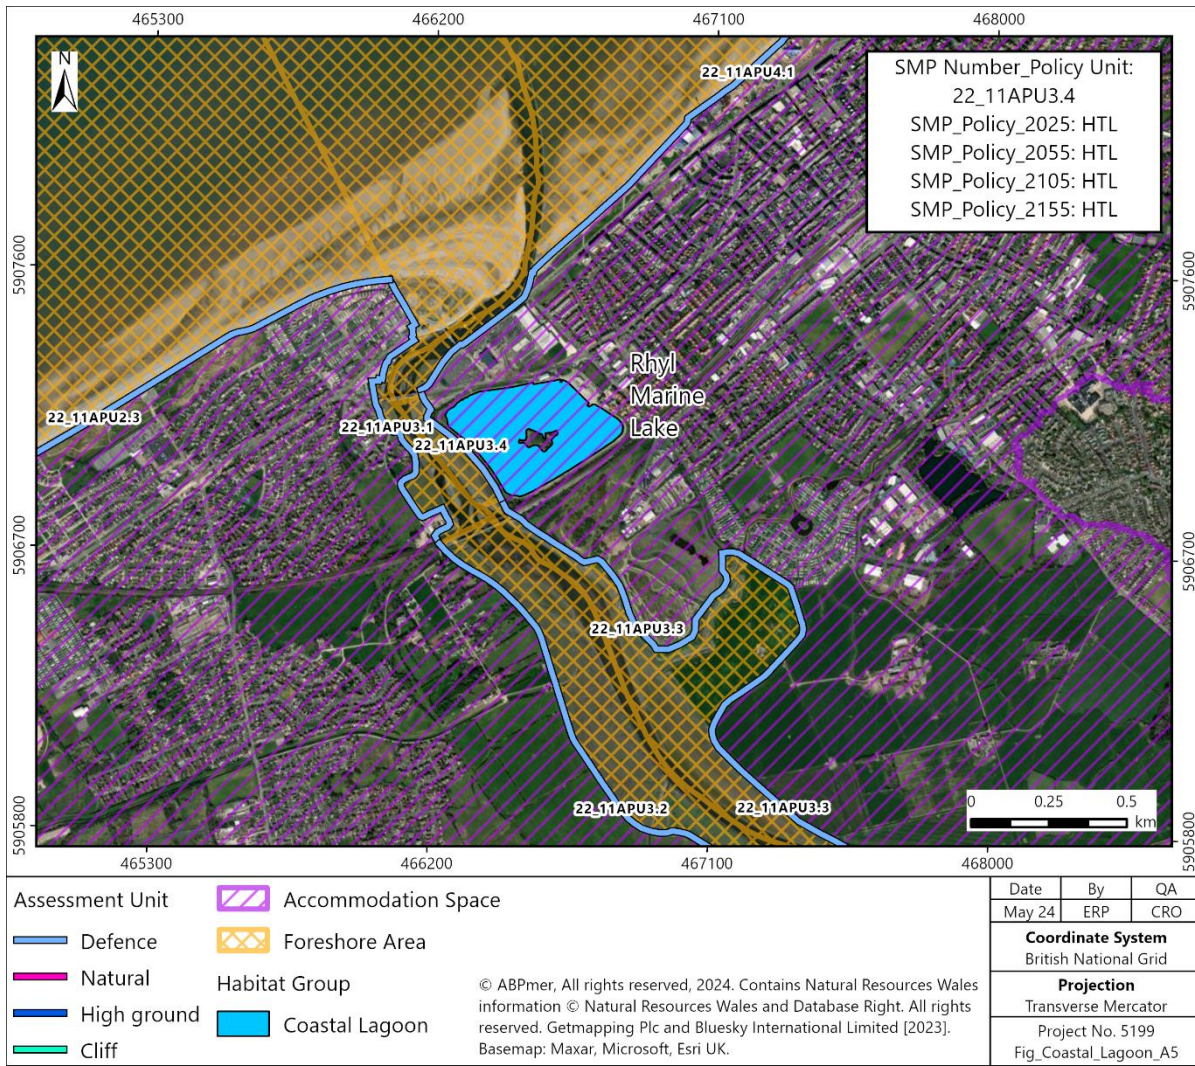 465300
466200
467100
468000
N
22_11APU4.1
SMP Number_Policy Unit:
22_11APU3.4
SMP_Policy_2025: HTL
SMP_Policy_2055: HTL
SMP_Policy_2105: HTL
SMP_Policy_2155: HTL
5907600
5907600
Rhyl
Marine
Lake
22_11APU2.3
22_11APU3.1
22_11APU3.4
5906700
5906700
22_11APU3.3
22_11APU3.2
22_11APU3.3
0 0.25 0.5
km
5905800
5905800
465300
466200
467100
468000
Assessment Unit
Defence
Natural
High ground
Cliff
Accommodation Space
Foreshore Area
Habitat Group
Coastal Lagoon
© ABPmer, All rights reserved, 2024. Contains Natural Resources Wales
information © Natural Resources Wales and Database Right. All rights
reserved. Getmapping Plc and Bluesky International Limited [2023].
Basemap: Maxar, Microsoft, Esri UK.
Date By QA
May 24 ERP CRO
Coordinate System
British National Grid
Projection
Transverse Mercator
Project No. 5199
Fig_Coastal_Lagoon_A5